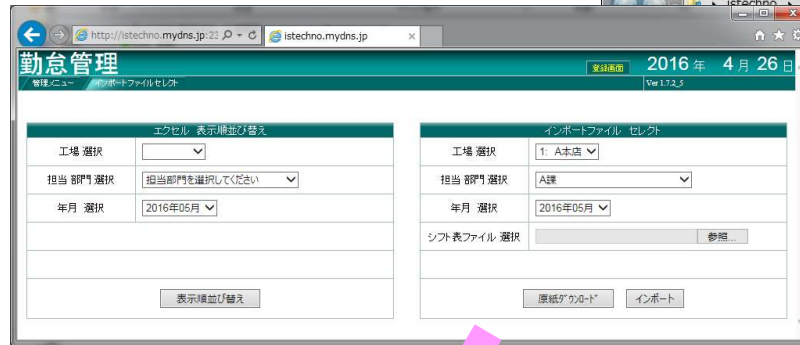 istechno
http://istechno.mydns.jp:23
istechno.mydns.jp
勤怠管理
登録画面
2016 年 4 月 26 日
管理メニュー
インポートファイルセレクト
Ver 1.7.2_5
エクセル 表示順並び替え
工場 選択
担当 部門 選択
担当部門を選択してください
年月 選択
2016年05月
表示順並び替え
インポートファイル セレクト
工場 選択
1: A本店
担当 部門 選択
A課
年月 選択
2016年05月
シフト表ファイル 選択
参照...
原紙ダウンロード
インポート